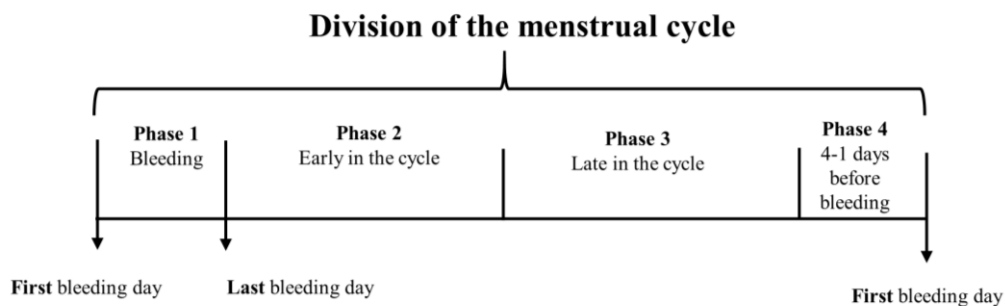 Division of the menstrual cycle
Phase 1
Bleeding
Phase 2
Early in the cycle
Phase 3
Late in the cycle
Phase 4
4-1 days
before
bleeding
First bleeding day
Last bleeding day
First bleeding day